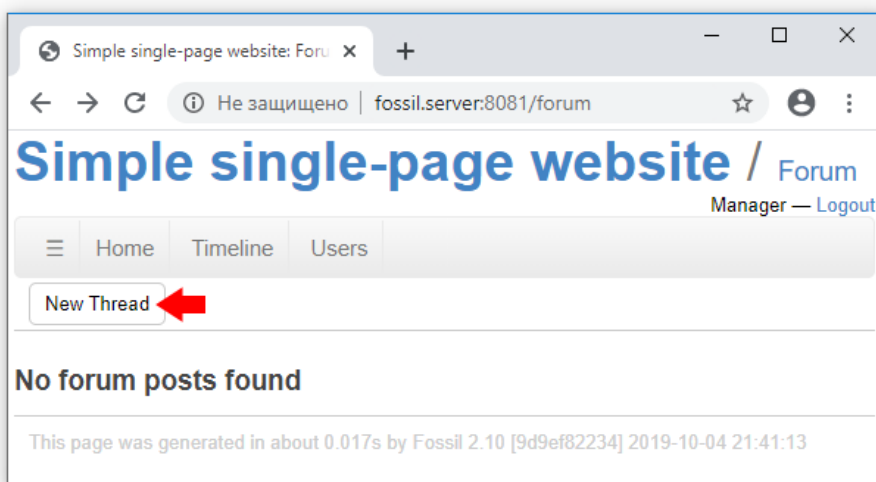 Simple single-page website: Foru
Не защищено | fossil.server:8081/forum
Simple single-page website / Forum
Manager — Logout
☰ Home Timeline Users
New Thread
No forum posts found
This page was generated in about 0.017s by Fossil 2.10 [9d9ef82234] 2019-10-04 21:41:13